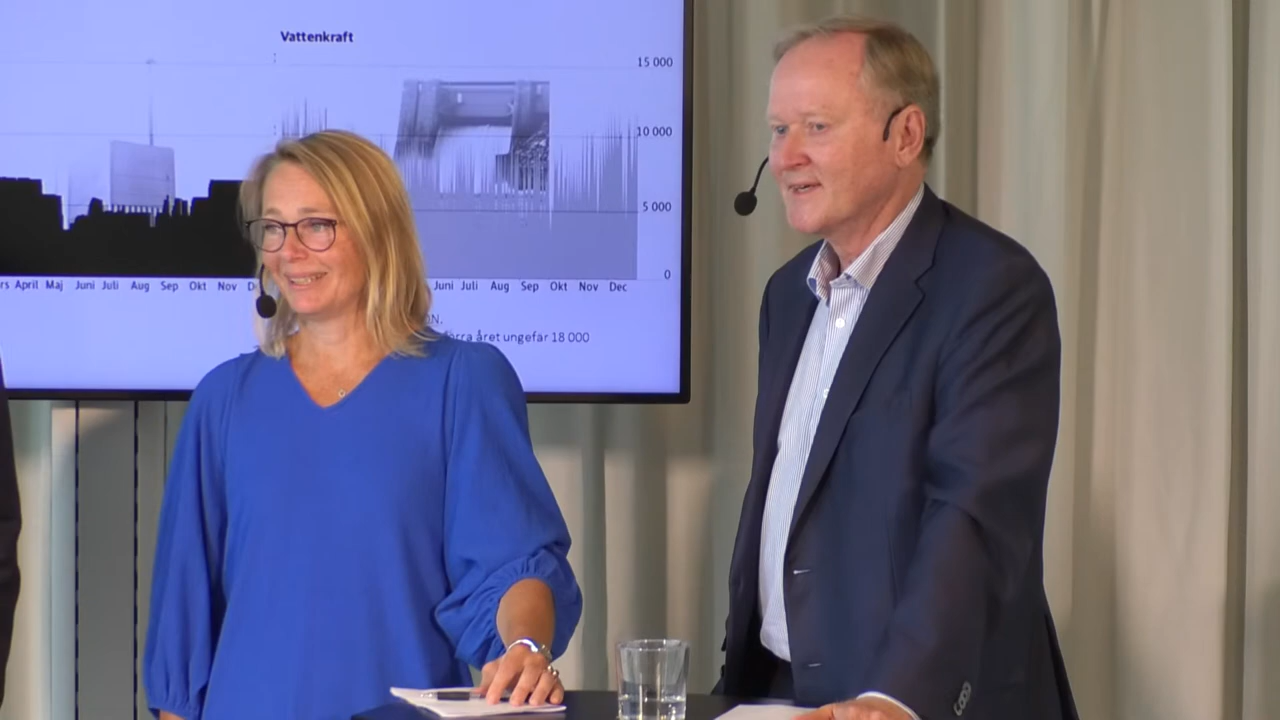 Vattenkraft
15 000
10 000
5 000
0
April Maj Juni Juli Aug Sep Okt Nov
Juni Juli Aug Sep Okt Nov Dec
året ungefär 18 000